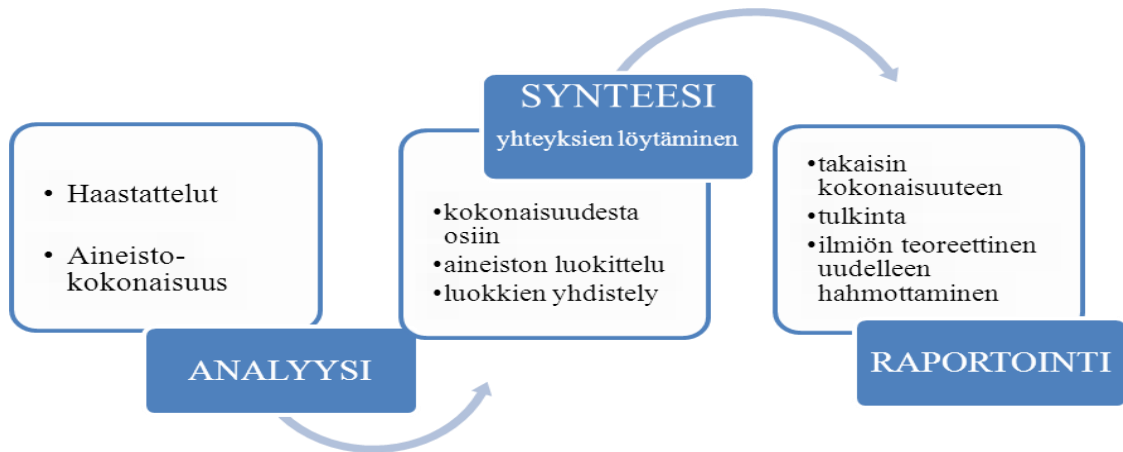 • Haastattelut
• Aineisto-
kokonaisuus
ANALYYSI
SYNTEESI
yhteyksien löytäminen
•kokonaisuudesta
osiin
•aineiston luokittelu
•luokkien yhdistely
•takaisin
kokonaisuuteen
•tulkinta
•ilmiön teoreettinen
uudelleen
hahmottaminen
RAPORTOINTI